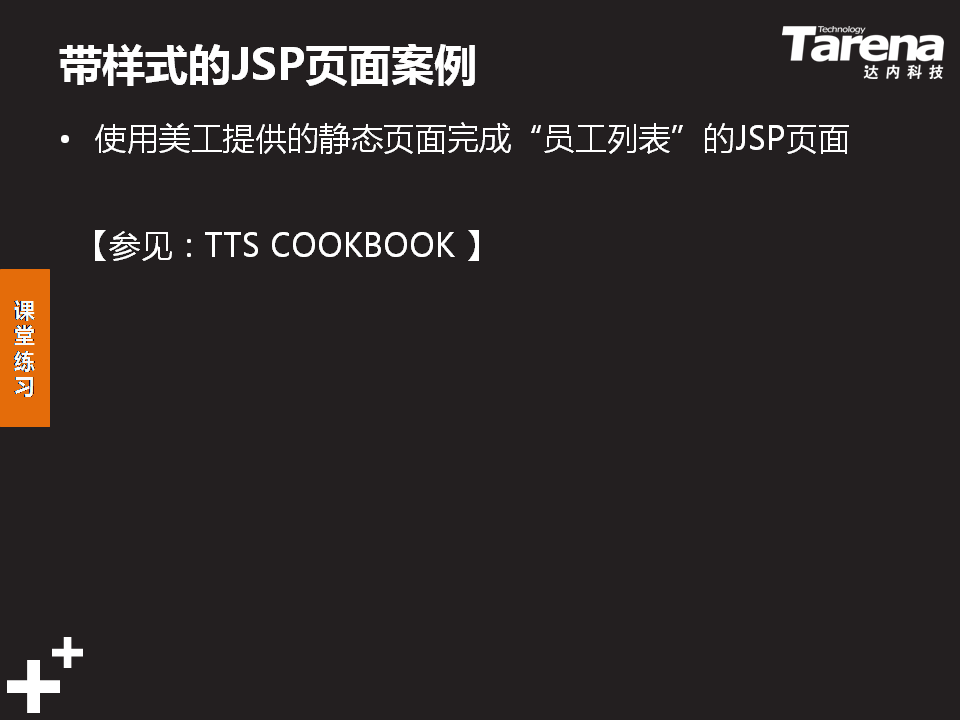 带样式的JSP页面案例
Technology
Tarena
达内科技
• 使用美工提供的静态页面完成“员工列表”的JSP页面
【参见：TTS COOKBOOK 】
课
堂
练
习